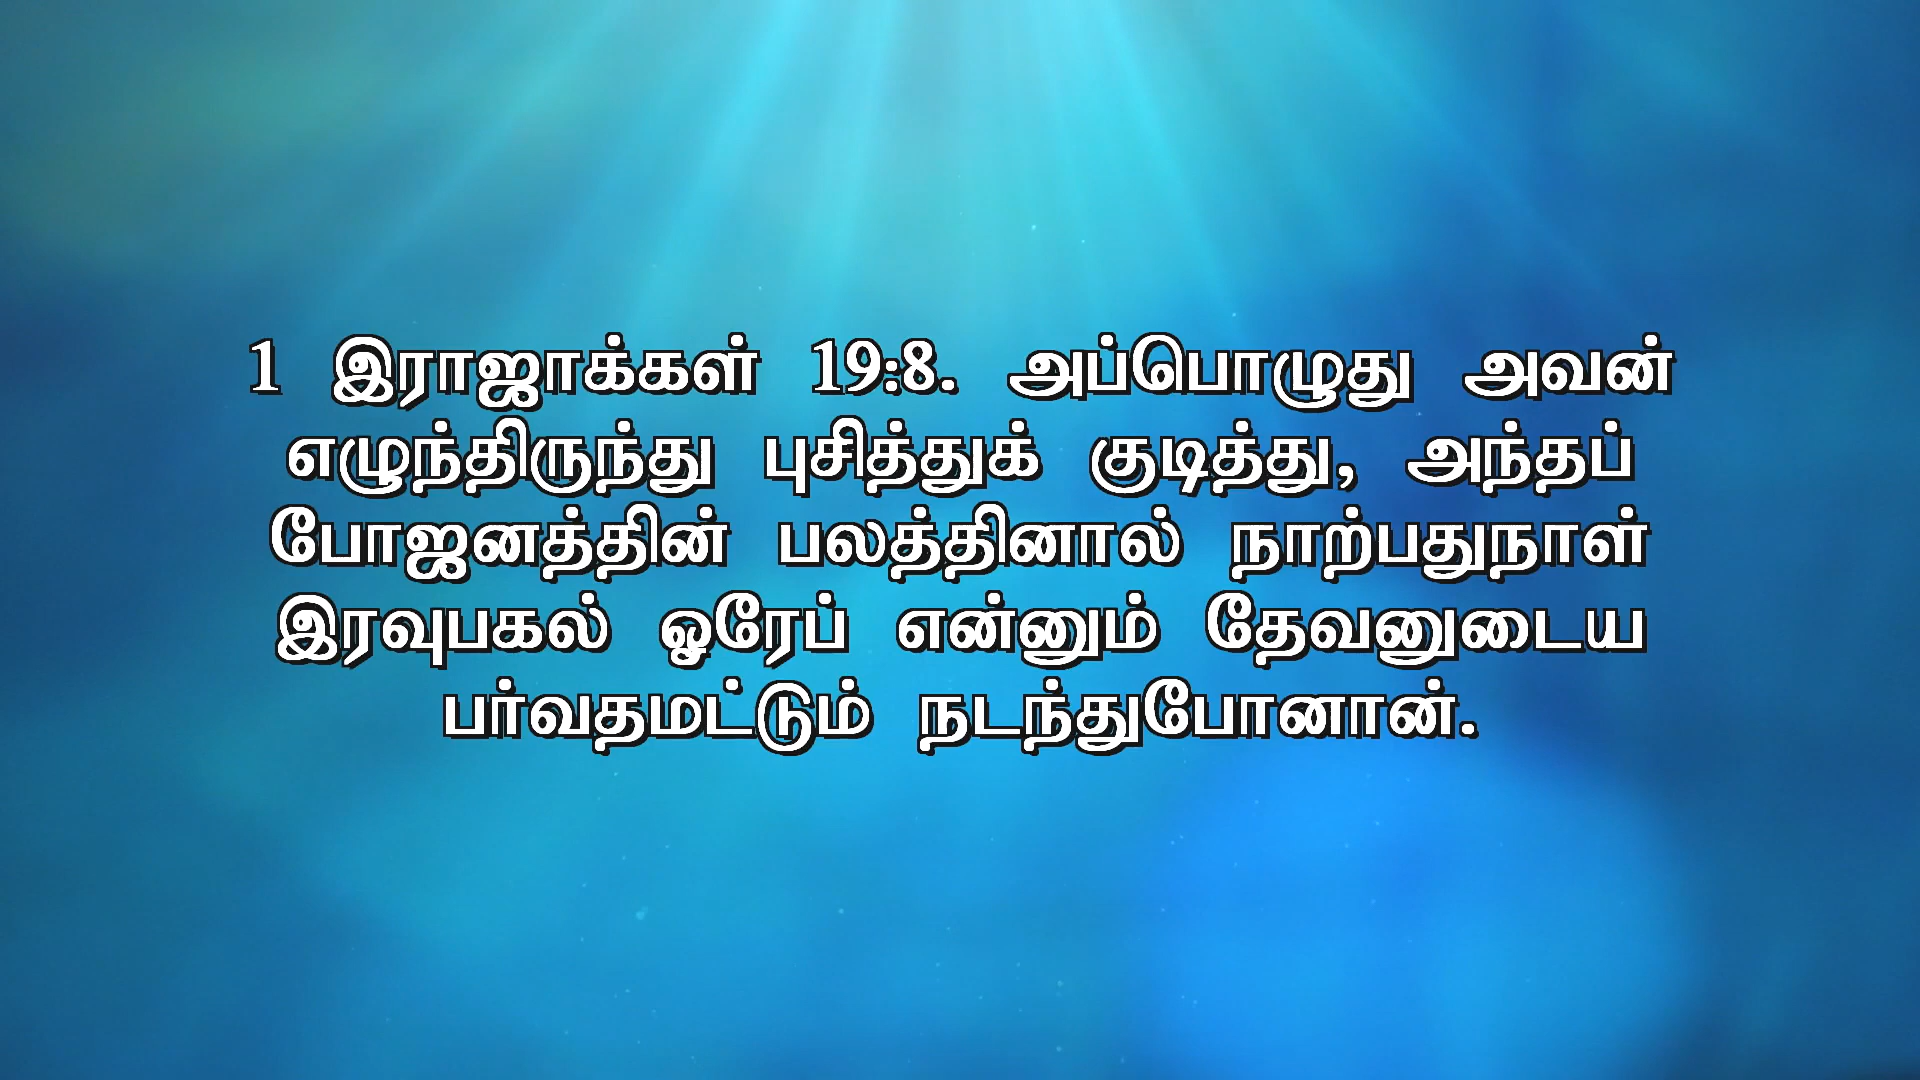 1 இராஜாக்கள் 19:8. அப்பொழுது அவன்
எழுந்திருந்து புசித்துக் குடித்து, அந்தப்
போஜனத்தின் பலத்தினால் நாற்பதுநாள்
இரவுபகல் ஓரேப் என்னும் தேவனுடைய
பர்வதமட்டும் நடந்துபோனான்.